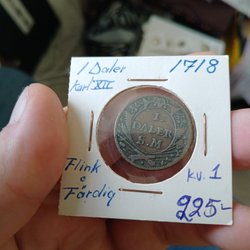 1 Daler 1718
Karl XII
1
DALER
S.M
Flink
o
Färdig
kv. 1
225-